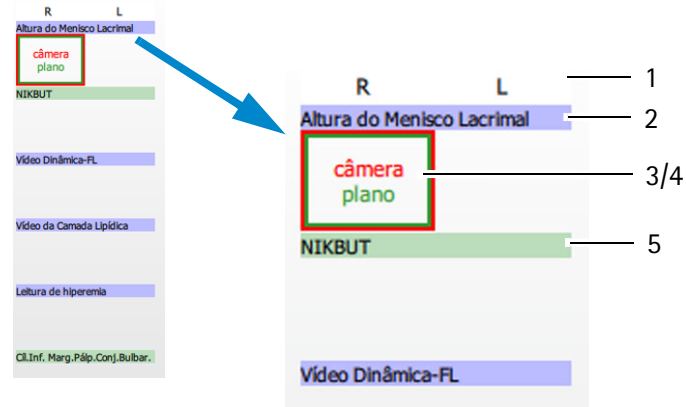 R L
Altura do Menisco Lacrimal
câmera
plano
NIKBUT
Vídeo Dinâmica-FL
Vídeo da Camada Lipídica
Leitura de hiperemia
Cíl.Inf. Marg.Pálp.Conj.Bulbar.
R L
Altura do Menisco Lacrimal
câmera
plano
NIKBUT
Vídeo Dinâmica-FL
1
2
3/4
5